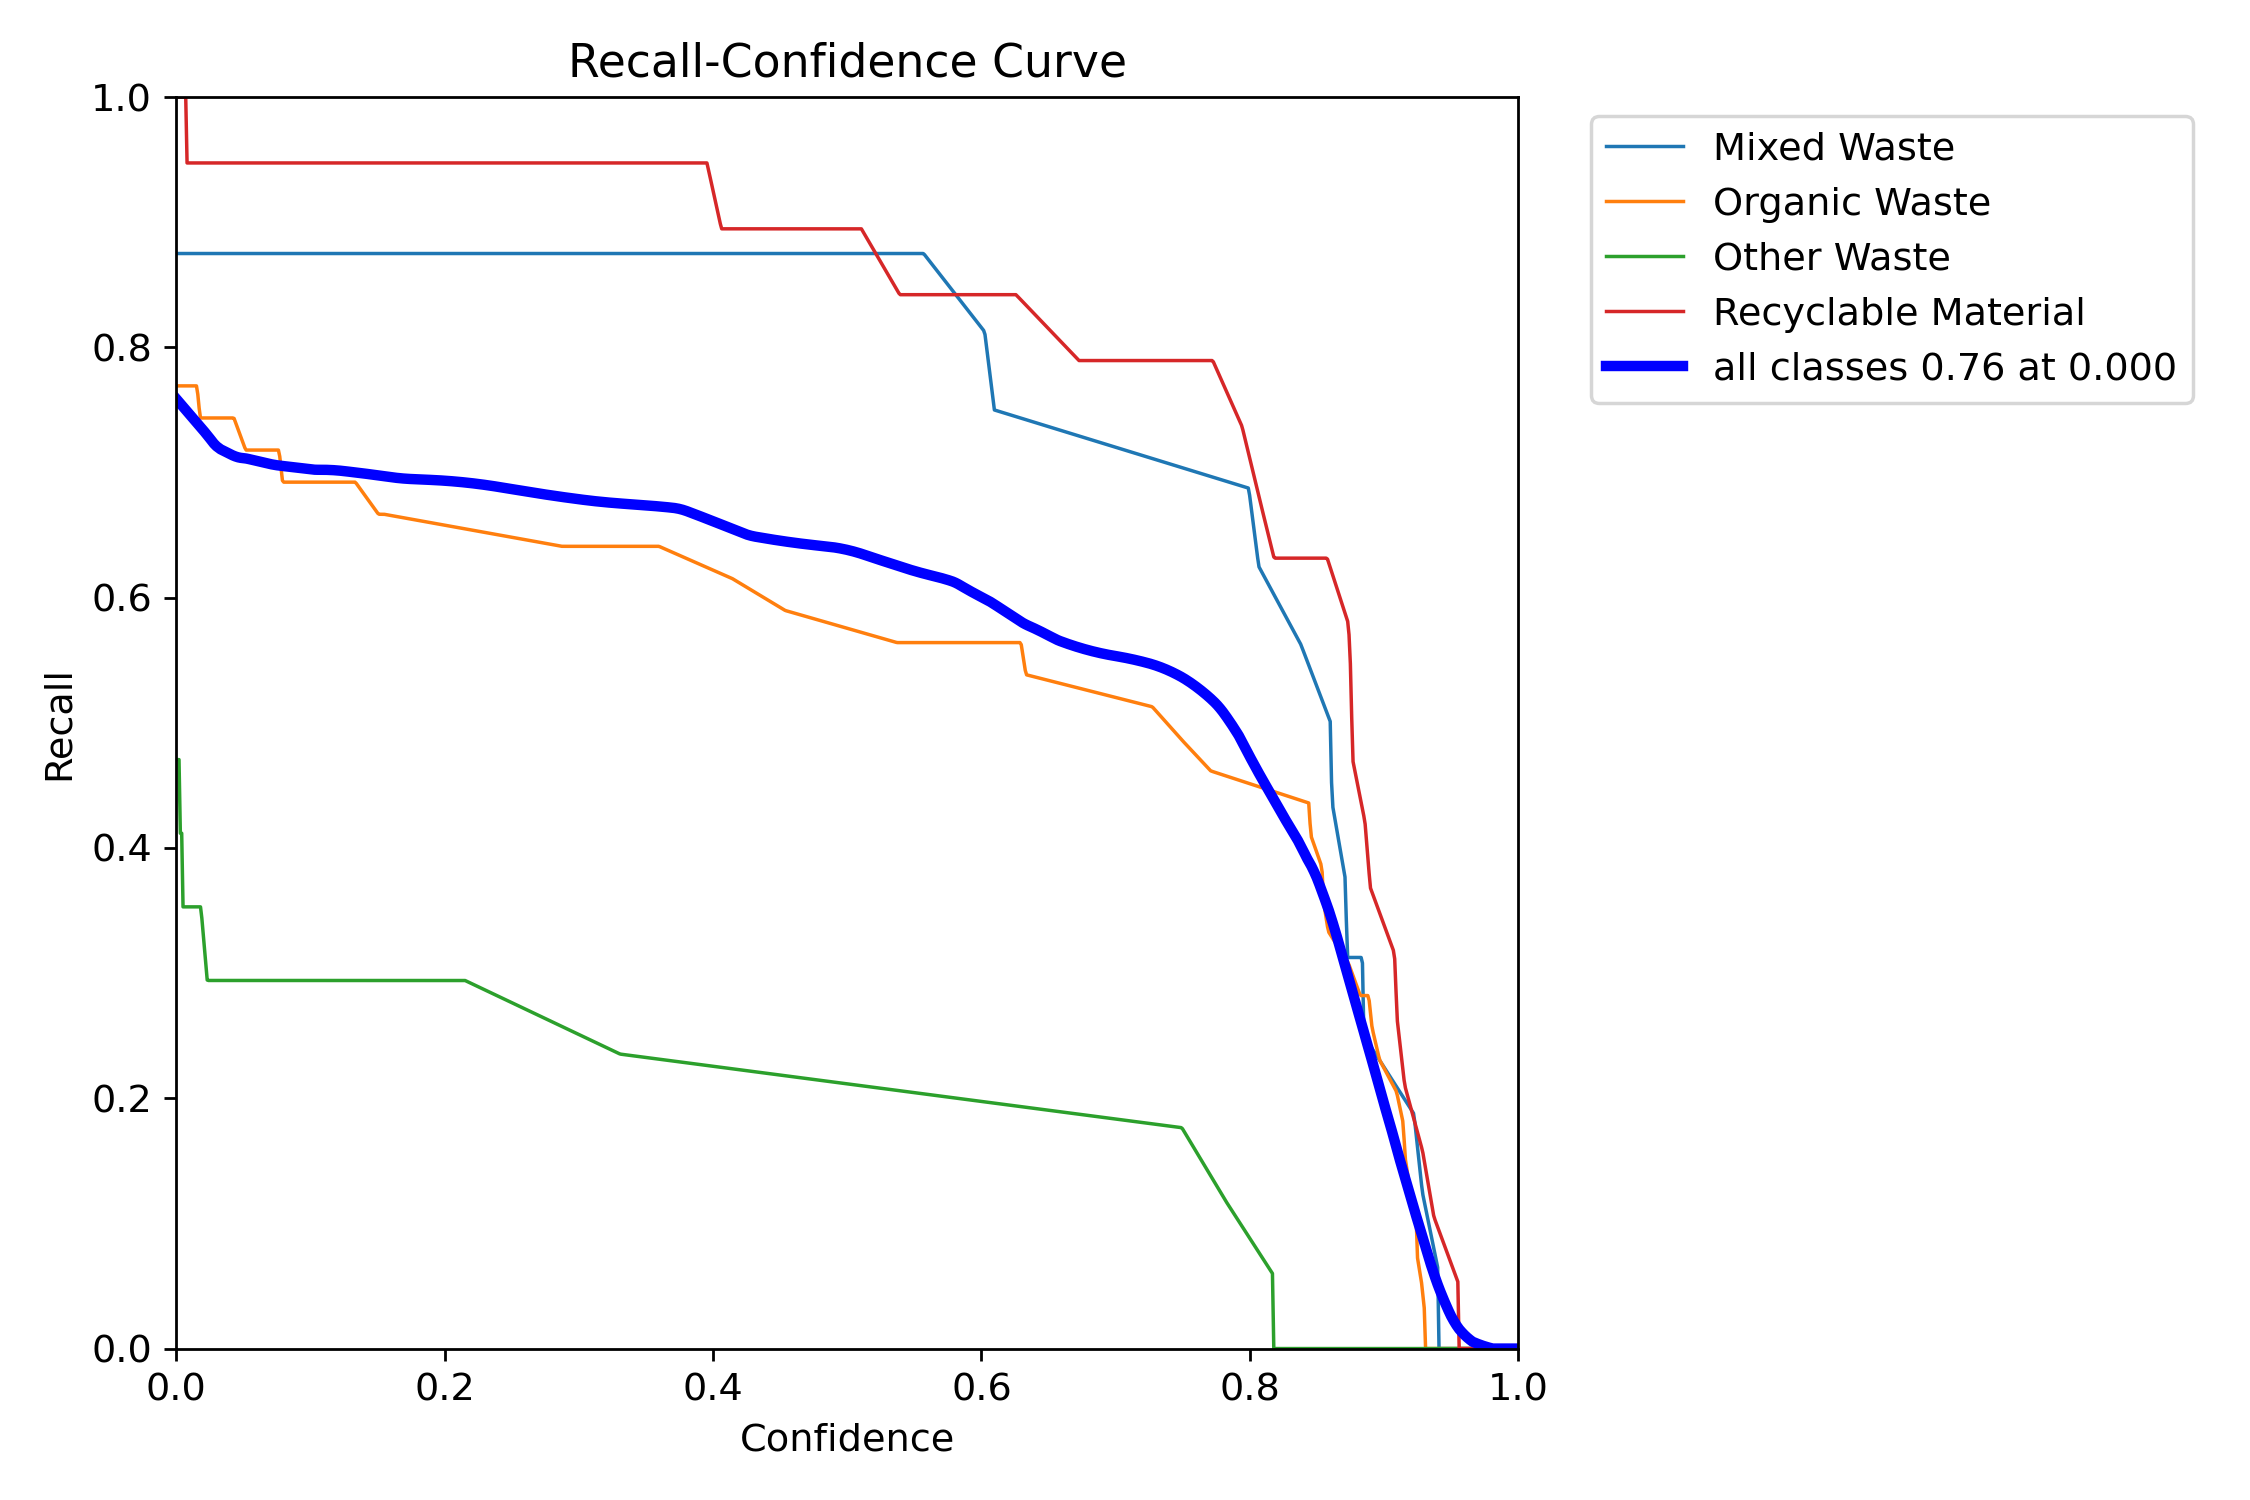 Recall-Confidence Curve
1.0
0.8
0.6
0.4
0.2
0.0
Recall
0.0 0.2 0.4 0.6 0.8 1.0
Confidence
Mixed Waste
Organic Waste
Other Waste
Recyclable Material
all classes 0.76 at 0.000